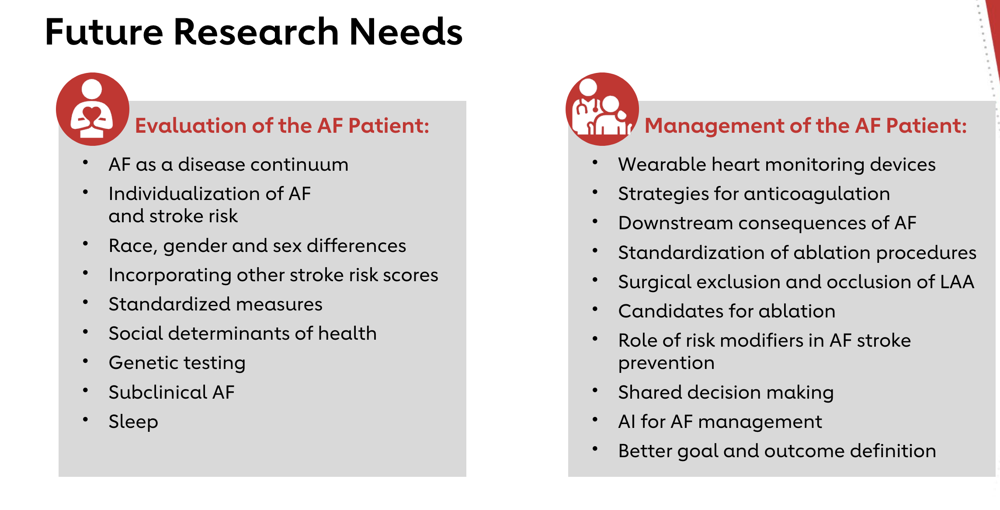 Future Research Needs
Evaluation of the AF Patient:
• AF as a disease continuum
• Individualization of AF
and stroke risk
• Race, gender and sex differences
• Incorporating other stroke risk scores
• Standardized measures
• Social determinants of health
• Genetic testing
• Subclinical AF
• Sleep
Management of the AF Patient:
• Wearable heart monitoring devices
• Strategies for anticoagulation
• Downstream consequences of AF
• Standardization of ablation procedures
• Surgical exclusion and occlusion of LAA
• Candidates for ablation
• Role of risk modifiers in AF stroke
prevention
• Shared decision making
• AI for AF management
• Better goal and outcome definition